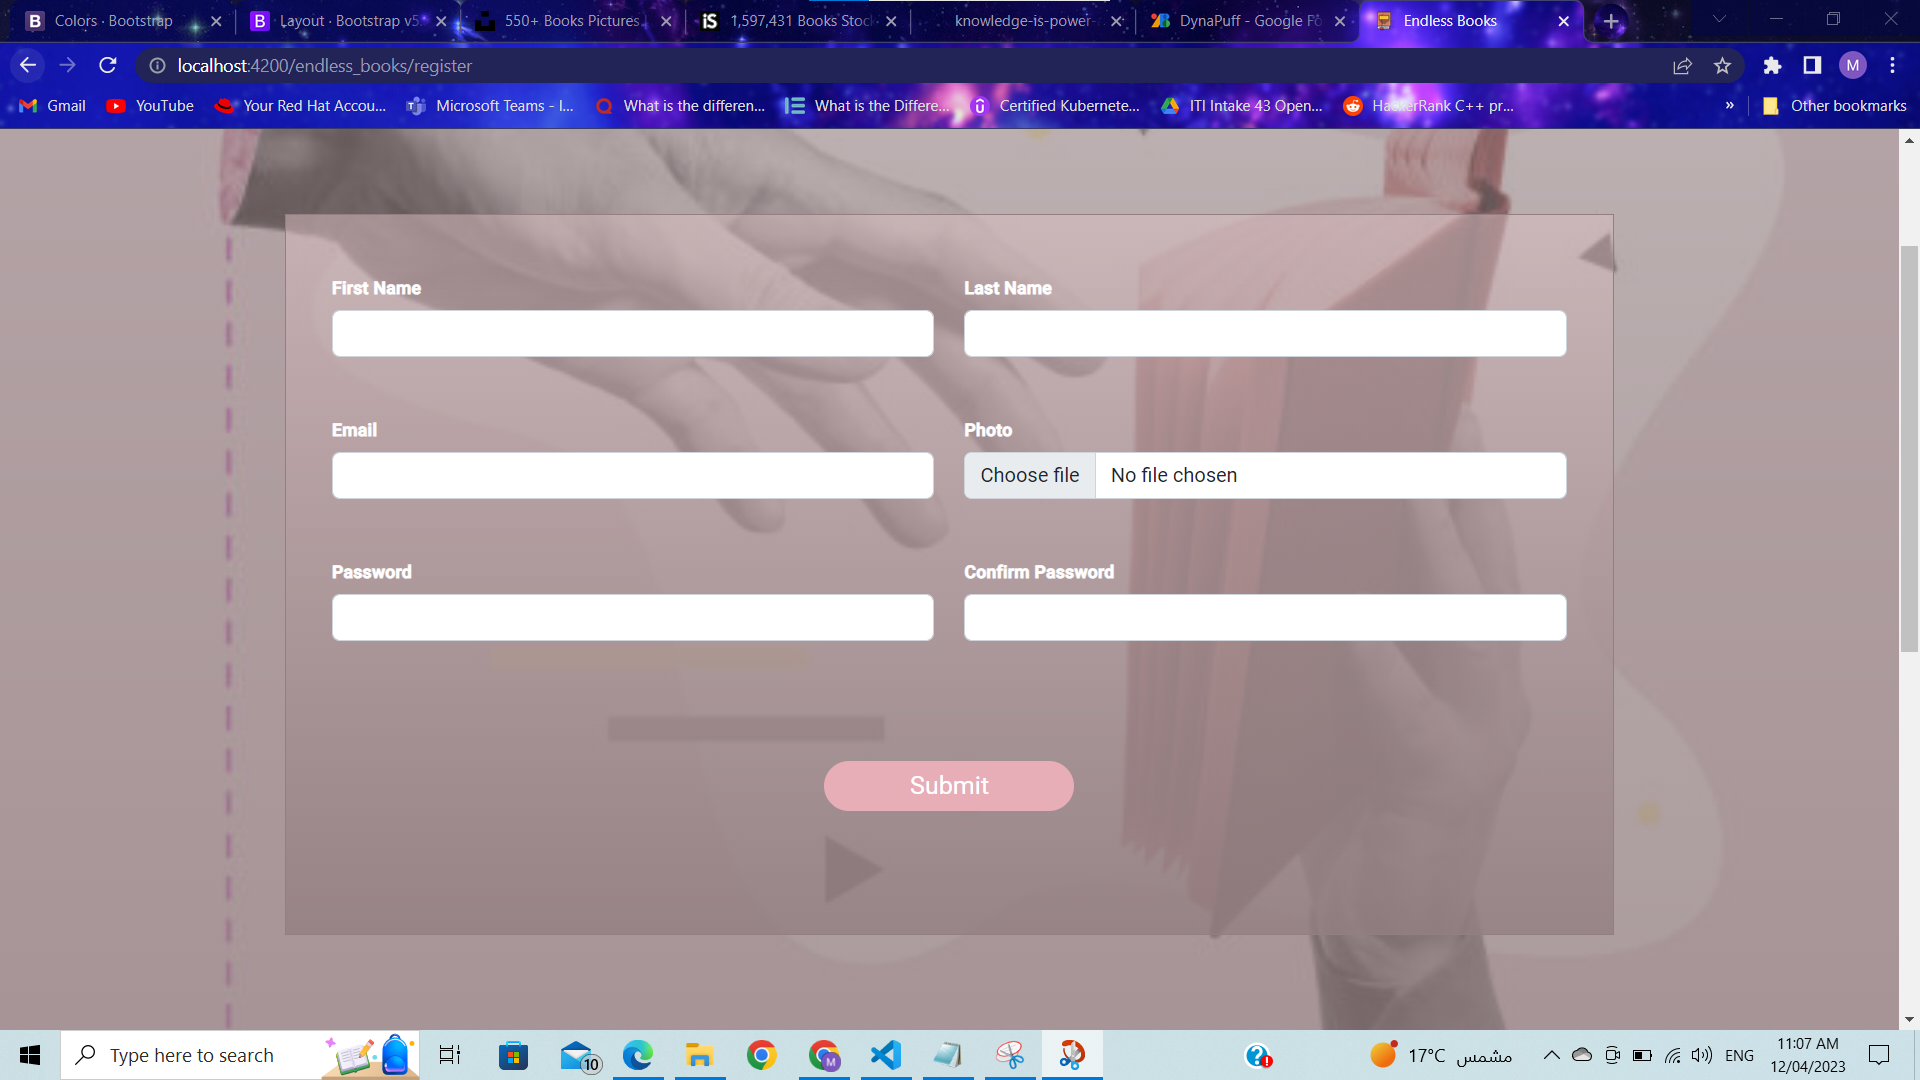 Colors · Bootstrap
Layout · Bootstrap v5
550+ Books Pictures
1,597,431 Books Stock
knowledge-is-power-
DynaPuff - Google Fo
Endless Books
localhost:4200/endless_books/register
M
Gmail
YouTube
Your Red Hat Accou...
Microsoft Teams - I...
What is the differen...
What is the Differe...
Certified Kubernete...
ITI Intake 43 Open...
HackerRank C++ pr...
»
Other bookmarks
First Name
Last Name
Email
Photo
Choose file
No file chosen
Password
Confirm Password
Submit
Type here to search
10
17°C مشمس
ENG
11:07 AM
12/04/2023